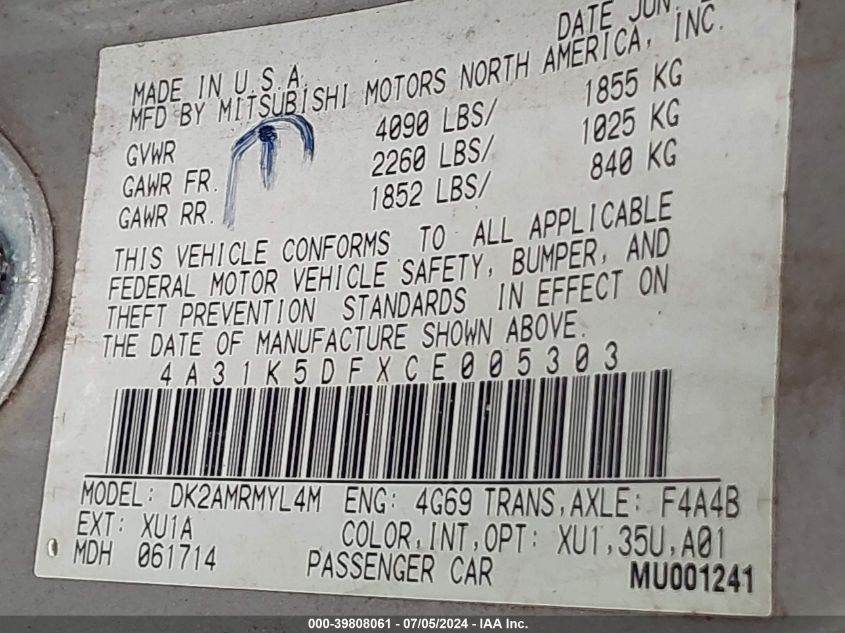 DATE JUN.
MADE IN U.S.A.
MFD BY MITSUBISHI MOTORS NORTH AMERICA, INC.
GVWR 4090 LBS/ 1855 KG
GAWR FR. 2260 LBS/ 1025 KG
GAWR RR. 1852 LBS/ 840 KG
THIS VEHICLE CONFORMS TO ALL APPLICABLE
FEDERAL MOTOR VEHICLE SAFETY, BUMPER, AND
THEFT PREVENTION STANDARDS IN EFFECT ON
THE DATE OF MANUFACTURE SHOWN ABOVE.
4A31K5DFXCE005303
MODEL: DK2AMRMYL4M ENG: 4G69 TRANS,AXLE: F4A4B
EXT: XU1A COLOR,INT,OPT: XU1,35U,A01
MDH 061714 PASSENGER CAR MU001241
000-39808061 - 07/05/2024 - IAA Inc.